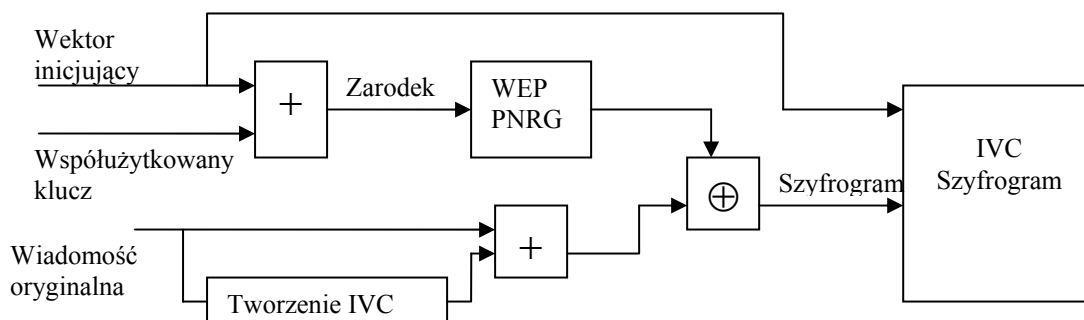 Wektor
inicjujący
+
Zarodek
WEP
PNRG
Współużytkowany
klucz
IVC
Szyfrogram
⊕
Szyfrogram
+
Wiadomość
oryginalna
Tworzenie IVC